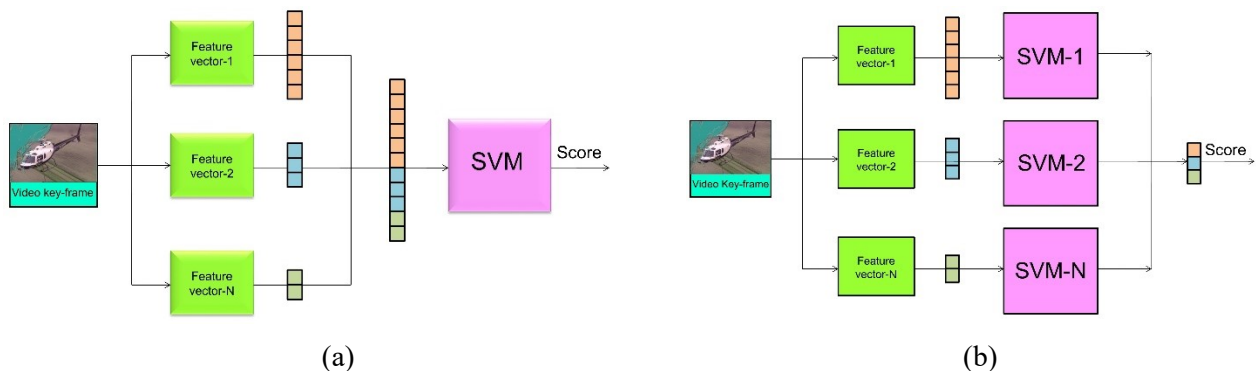 Feature
vector-1
Feature
vector-2
Feature
vector-N
Video key-frame
SVM
Score
(a)
Feature
vector-1
Feature
vector-2
Feature
vector-N
Video Key-frame
SVM-1
SVM-2
SVM-N
Score
(b)